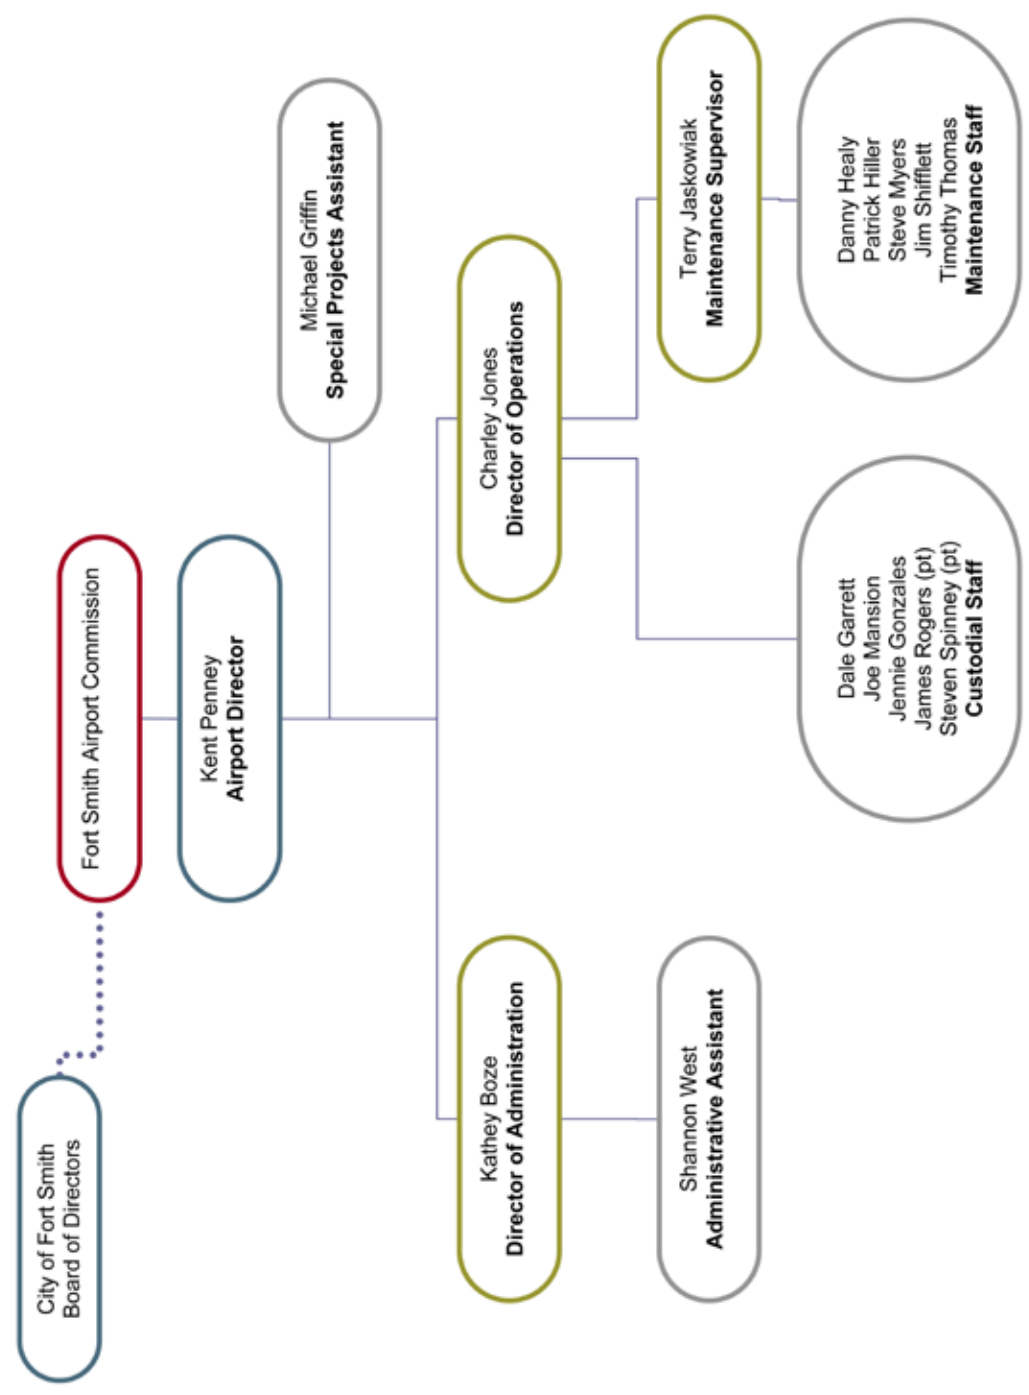 City of Fort Smith
Board of Directors
Fort Smith Airport Commission
Kent Penney
Airport Director
Michael Griffin
Special Projects Assistant
Kathey Boze
Director of Administration
Charley Jones
Director of Operations
Shannon West
Administrative Assistant
Terry Jaskowiak
Maintenance Supervisor
Dale Garrett
Joe Mansion
Jennie Gonzales
James Rogers (pt)
Steven Spinney (pt)
Custodial Staff
Danny Healy
Patrick Hiller
Steve Myers
Jim Shifflett
Timothy Thomas
Maintenance Staff